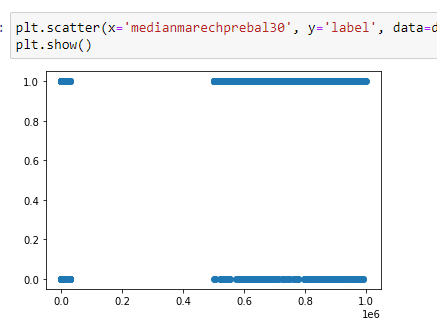 : plt.scatter(x='medianmarechprebal30', y='label', data=d
plt.show()
1.0
0.8
0.6
0.4
0.2
0.0
0.0 0.2 0.4 0.6 0.8 1.0
1e6